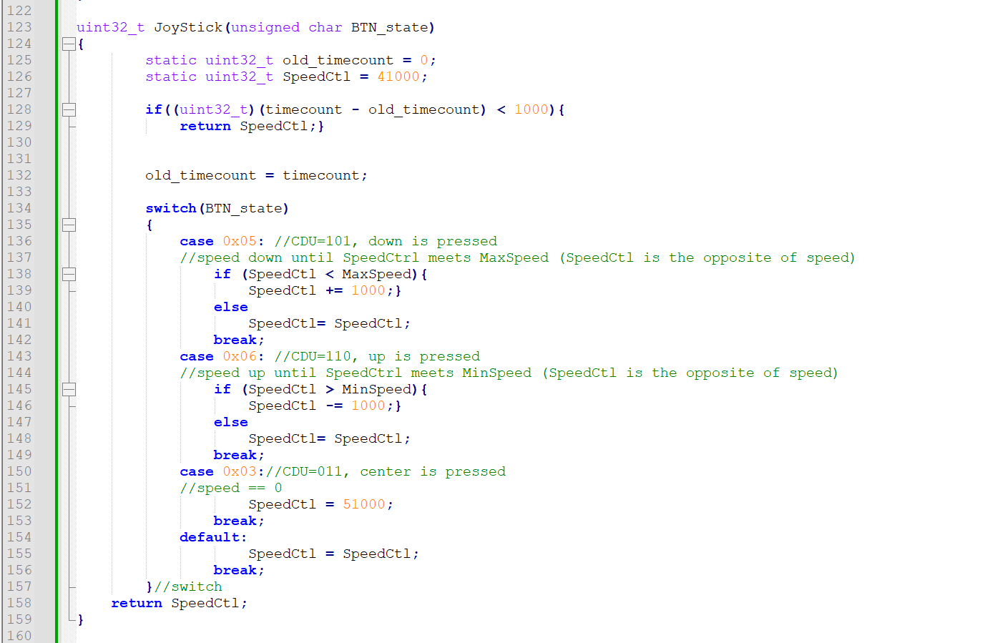 122
123 uint32_t JoyStick(unsigned char BTN_state)
124 {
125 static uint32_t old_timecount = 0;
126 static uint32_t SpeedCtl = 41000;
127
128 if((uint32_t)(timecount - old_timecount) < 1000){
129 return SpeedCtl;}
130
131
132 old_timecount = timecount;
133
134 switch(BTN_state)
135 {
136 case 0x05: //CDU=101, down is pressed
137 //speed down until SpeedCtrl meets MaxSpeed (SpeedCtl is the opposite of speed)
138 if (SpeedCtl < MaxSpeed){
139 SpeedCtl += 1000;}
140 else
141 SpeedCtl= SpeedCtl;
142 break;
143 case 0x06: //CDU=110, up is pressed
144 //speed up until SpeedCtrl meets MinSpeed (SpeedCtl is the opposite of speed)
145 if (SpeedCtl > MinSpeed){
146 SpeedCtl -= 1000;}
147 else
148 SpeedCtl= SpeedCtl;
149 break;
150 case 0x03://CDU=011, center is pressed
151 //speed == 0
152 SpeedCtl = 51000;
153 break;
154 default:
155 SpeedCtl = SpeedCtl;
156 break;
157 }//switch
158 return SpeedCtl;
159 }
160